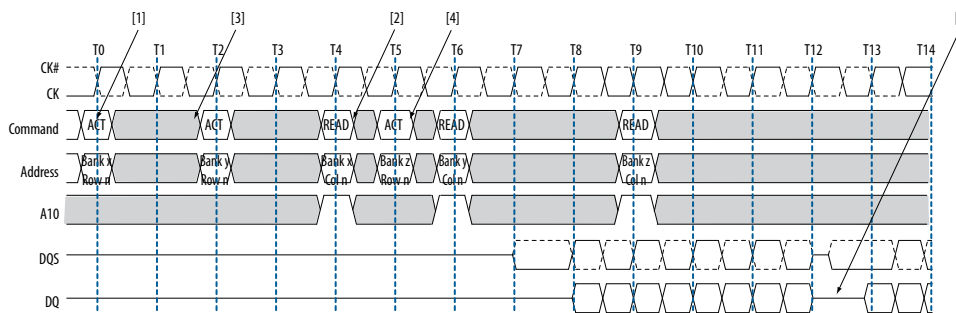 [1] [3] [2] [4] [
T0 T1 T2 T3 T4 T5 T6 T7 T8 T9 T10 T11 T12 T13 T14
CK#
CK
Command ACT ACT READ ACT READ READ
Address Bank x Bank y Bank x Bank z Bank y Bank z
Row n Row n Col n Row n Col n Col n
A10
DQS
DQ